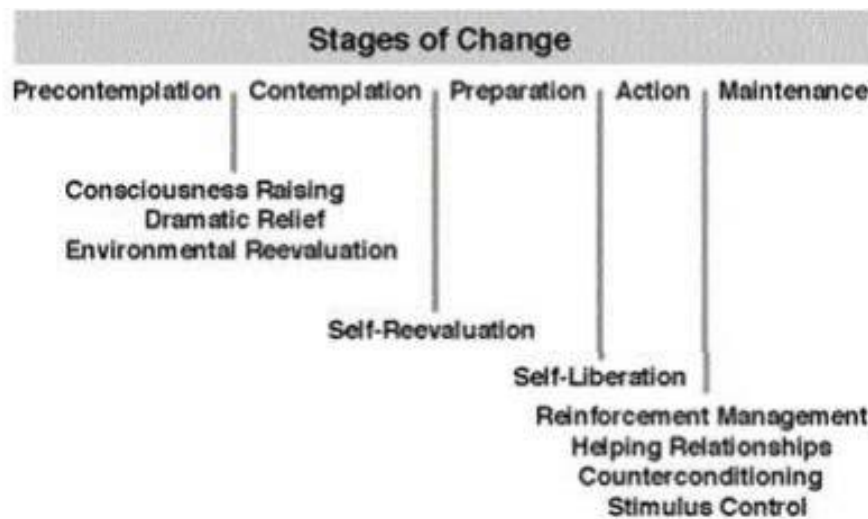 Stages of Change
Precontemplation Contemplation Preparation Action Maintenance
Consciousness Raising
Dramatic Relief
Environmental Reevaluation
Self-Reevaluation
Self-Liberation
Reinforcement Management
Helping Relationships
Counterconditioning
Stimulus Control